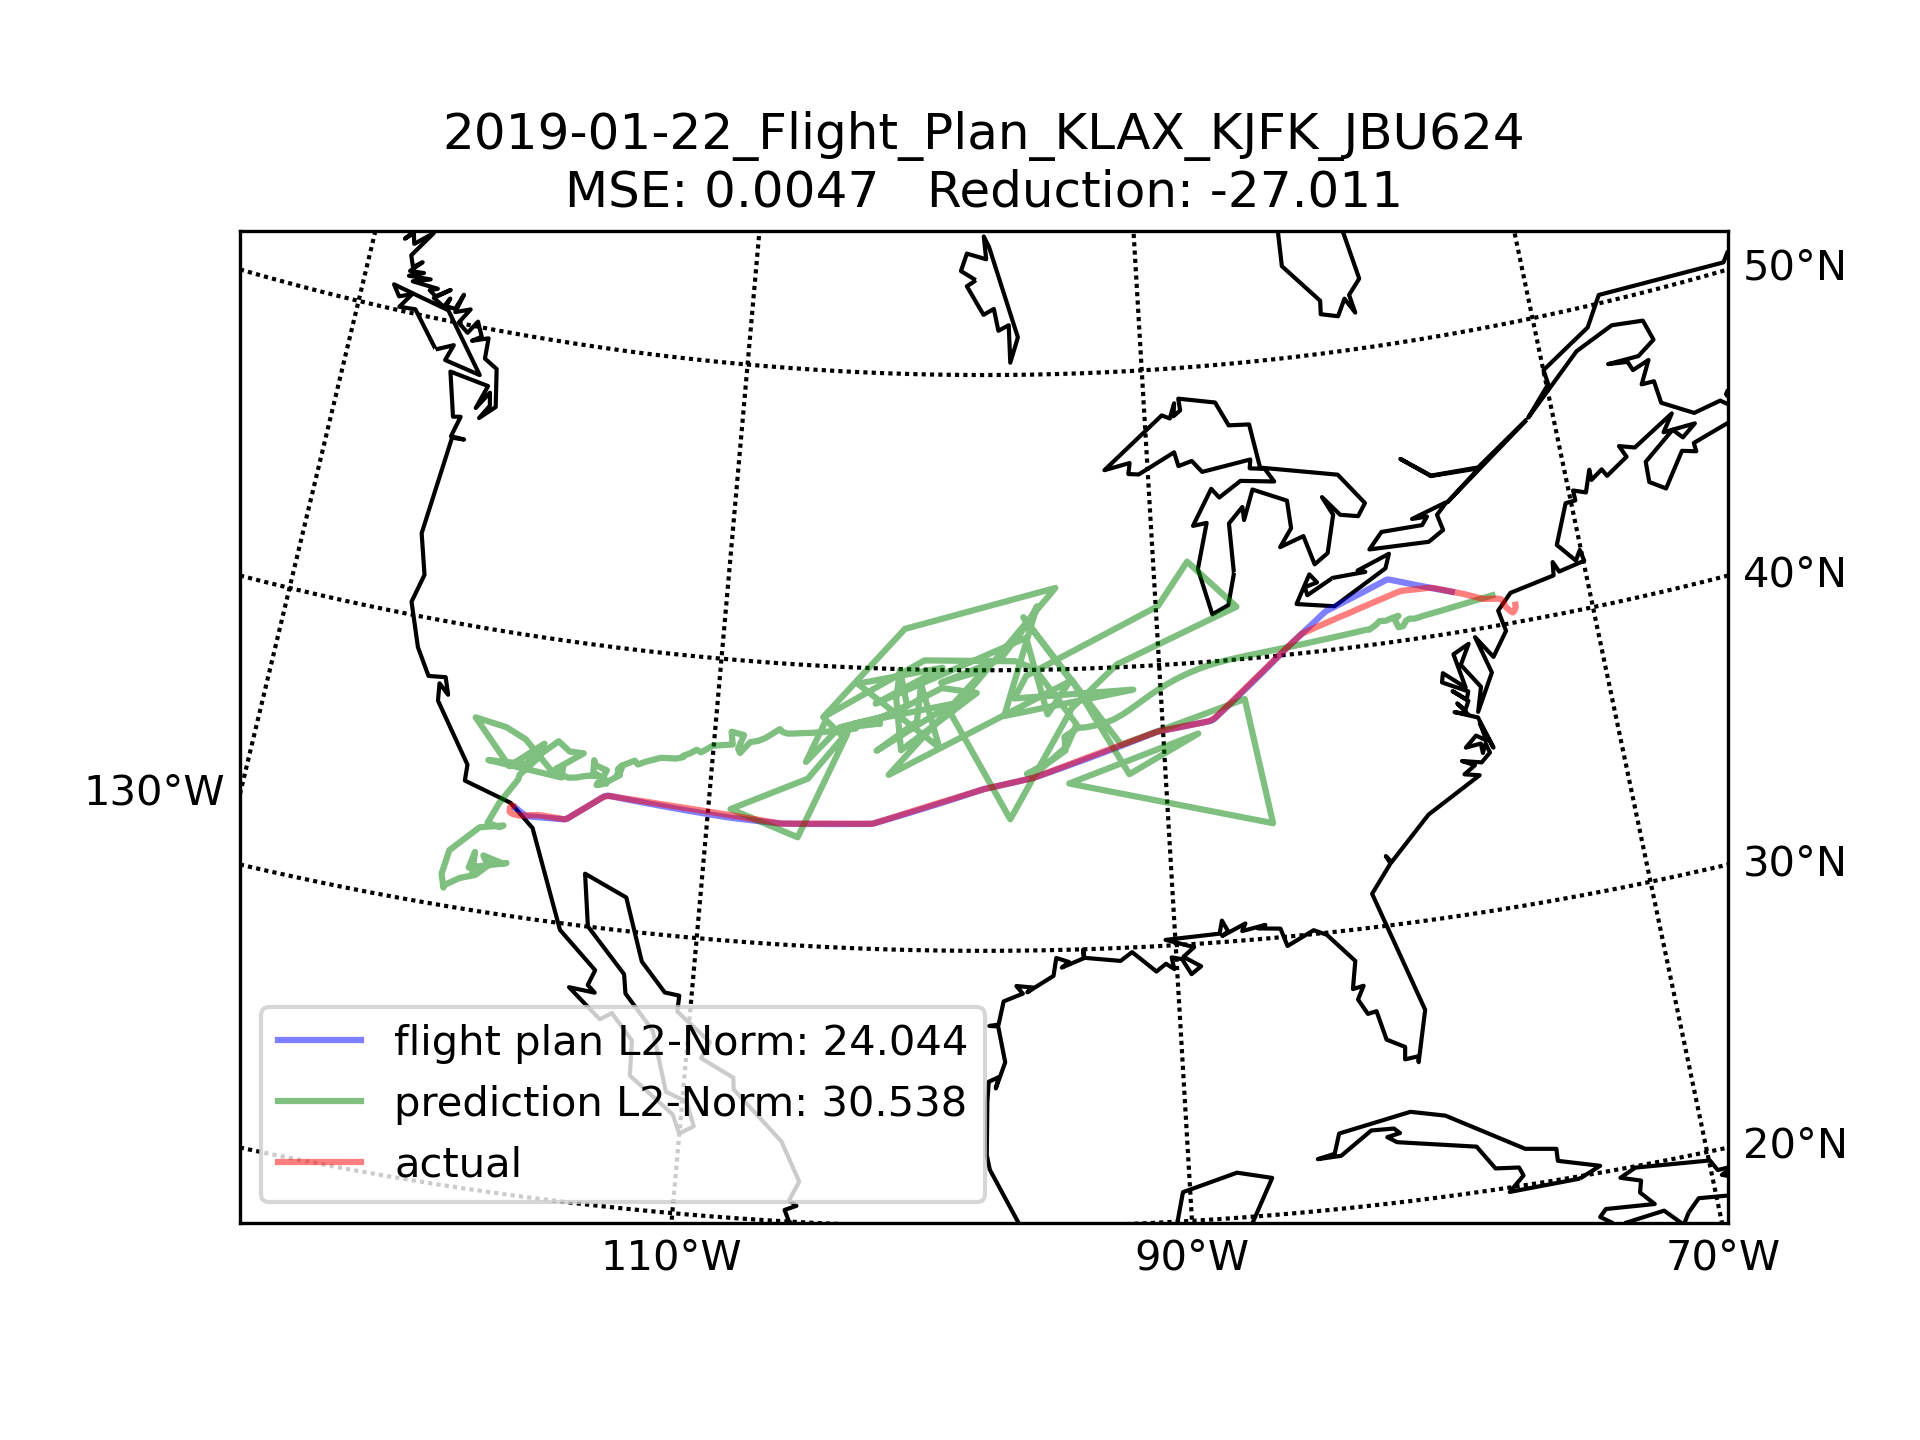 2019-01-22_Flight_Plan_KLAX_KJFK_JBU624
MSE: 0.0047   Reduction: -27.011
50°N
40°N
130°W
30°N
20°N
flight plan L2-Norm: 24.044
prediction L2-Norm: 30.538
actual
110°W
90°W
70°W